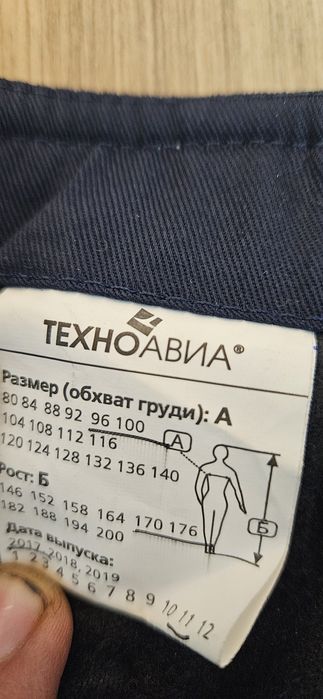 ТЕХНОАВИА®
Размер (обхват груди): А
80 84 88 92 96 100
104 108 112 116
120 124 128 132 136 140
А
Рост: Б
146 152 158 164 170 176
182 188 194 200
Б
Дата выпуска:
2017, 2018, 2019
1 2 3 4 5 6 7 8 9 10 11 12